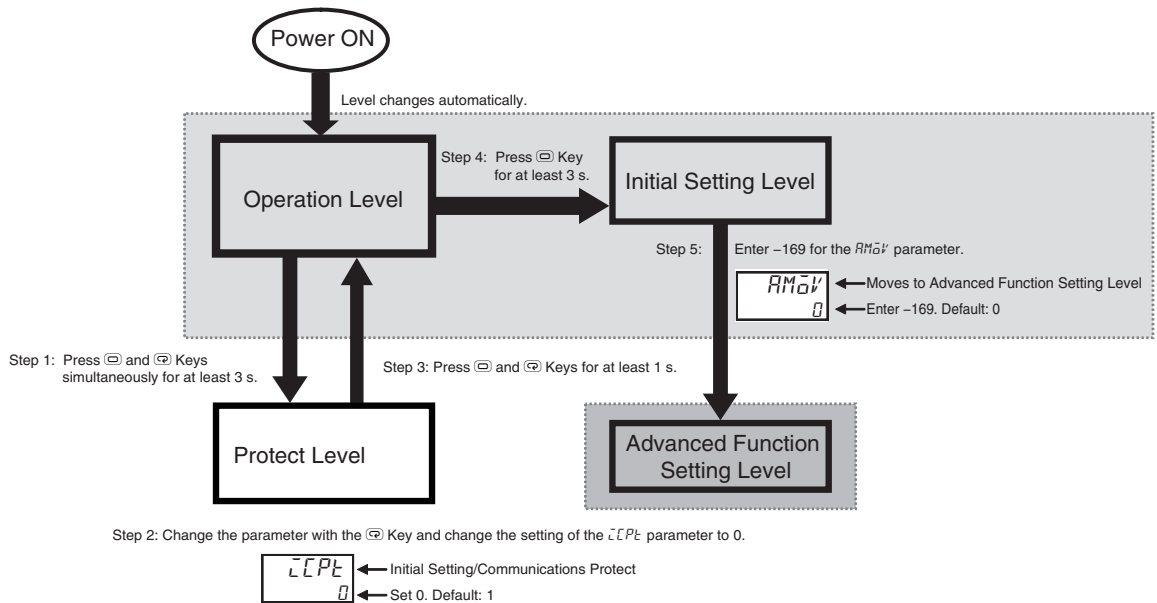 Power ON
Level changes automatically.
Operation Level
Step 4: Press Key
for at least 3 s.
Initial Setting Level
Step 5: Enter −169 for the AMoV parameter.
AMoV
Moves to Advanced Function Setting Level
0
Enter −169. Default: 0
Step 1: Press and Keys
simultaneously for at least 3 s.
Step 3: Press and Keys for at least 1 s.
Protect Level
Advanced Function
Setting Level
Step 2: Change the parameter with the Key and change the setting of the iCPt parameter to 0.
iCPt
Initial Setting/Communications Protect
0
Set 0. Default: 1